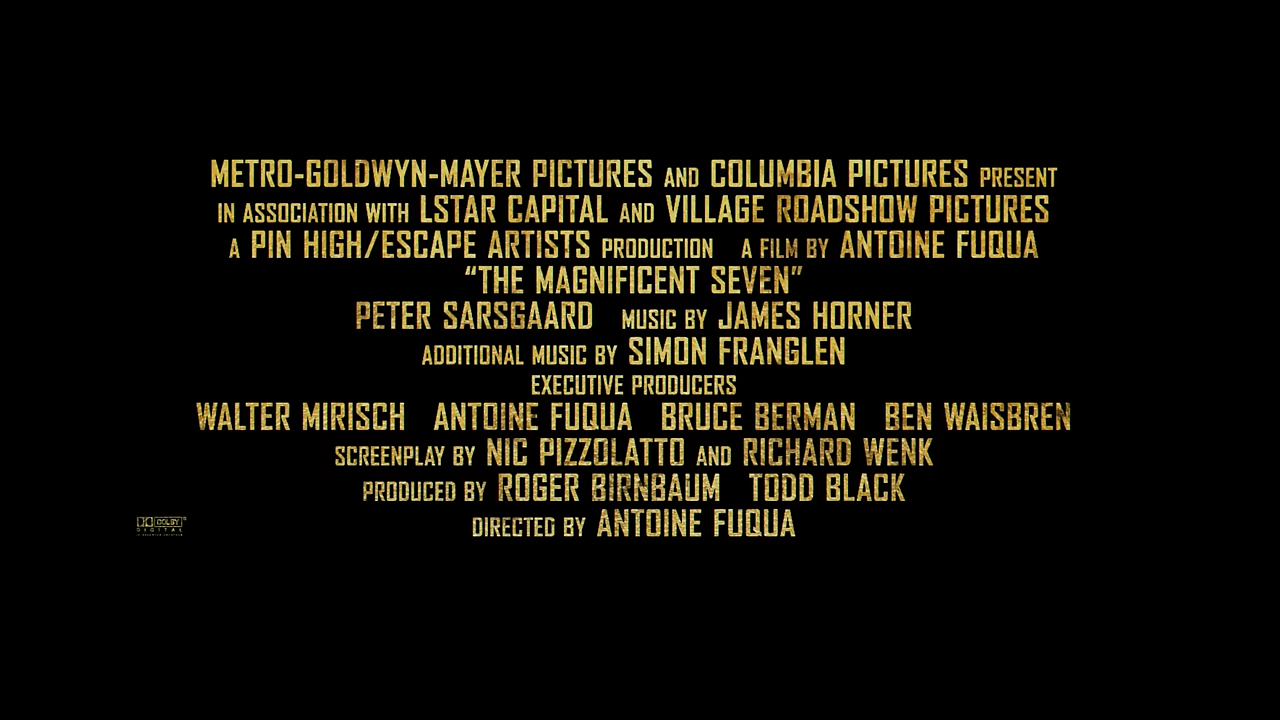 METRO-GOLDWYN-MAYER PICTURES AND COLUMBIA PICTURES PRESENT
IN ASSOCIATION WITH LSTAR CAPITAL AND VILLAGE ROADSHOW PICTURES
A PIN HIGH/ESCAPE ARTISTS PRODUCTION A FILM BY ANTOINE FUQUA
“THE MAGNIFICENT SEVEN”
PETER SARSGAARD MUSIC BY JAMES HORNER
ADDITIONAL MUSIC BY SIMON FRANGLEN
EXECUTIVE PRODUCERS
WALTER MIRISCH ANTOINE FUQUA BRUCE BERMAN BEN WAISBREN
SCREENPLAY BY NIC PIZZOLATTO AND RICHARD WENK
PRODUCED BY ROGER BIRNBAUM TODD BLACK
DIRECTED BY ANTOINE FUQUA
DOLBY
DIGITAL